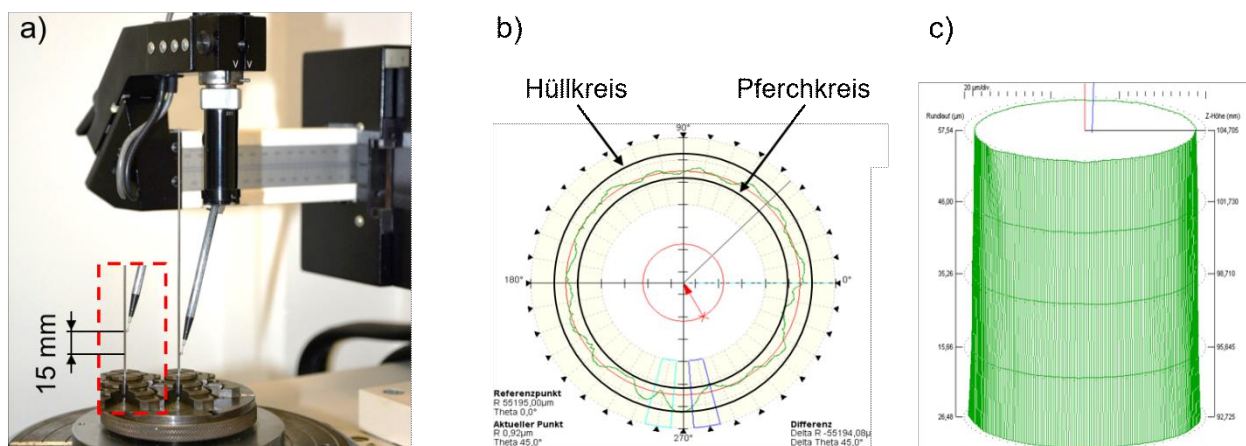 a)
15 mm
b)
Hüllkreis
Pferchkreis
90°
180°
0°
270°
Referenzpunkt
R 55195,00µm
Theta 0,0°
Aktueller Punkt
R 0,92µm
Theta 45,0°
Differenz
Delta R -55194,08µ
Delta Theta 45,0°
c)
20 µm/div.
Rundlauf (µm)
Z-Höhe (mm)
57,54
104,705
46,00
101,730
35,26
98,710
15,66
95,645
26,48
92,725